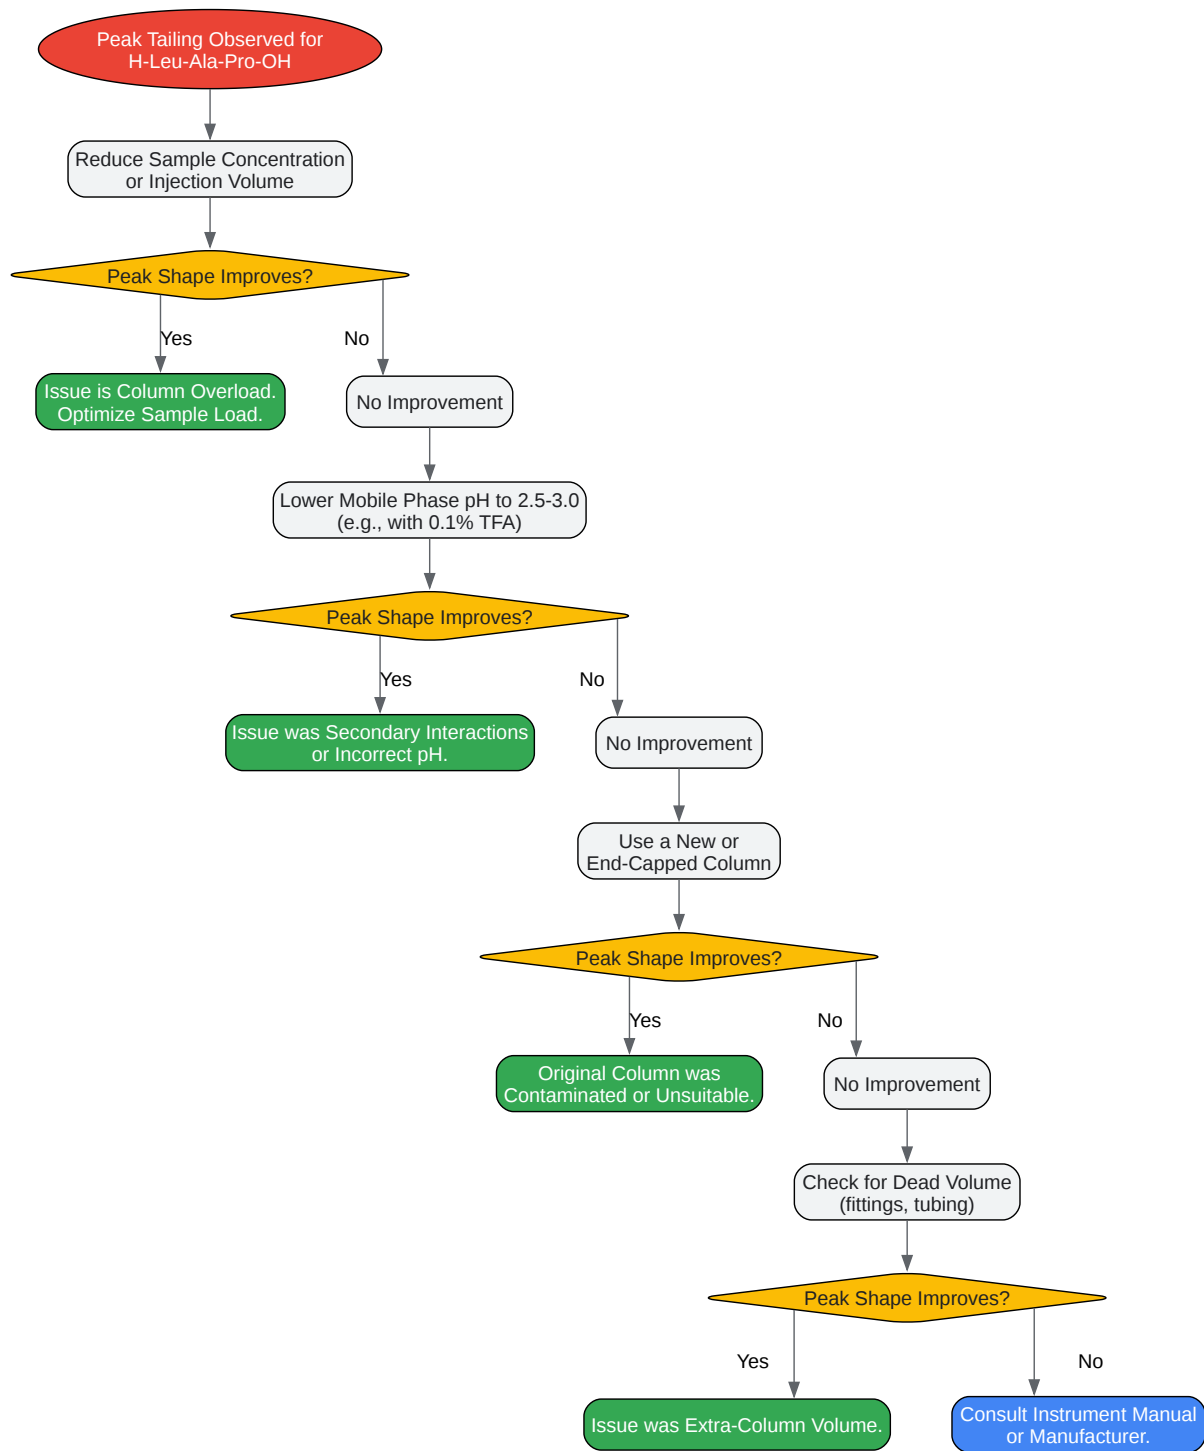 Peak Tailing Observed for
H-Leu-Ala-Pro-OH
Reduce Sample Concentration
or Injection Volume
Peak Shape Improves?
Yes
No
Issue is Column Overload.
Optimize Sample Load.
No Improvement
Lower Mobile Phase pH to 2.5-3.0
(e.g., with 0.1% TFA)
Peak Shape Improves?
Yes
No
Issue was Secondary Interactions
or Incorrect pH.
No Improvement
Use a New or
End-Capped Column
Peak Shape Improves?
Yes
No
Original Column was
Contaminated or Unsuitable.
No Improvement
Check for Dead Volume
(fittings, tubing)
Peak Shape Improves?
Yes
No
Issue was Extra-Column Volume.
Consult Instrument Manual
or Manufacturer.